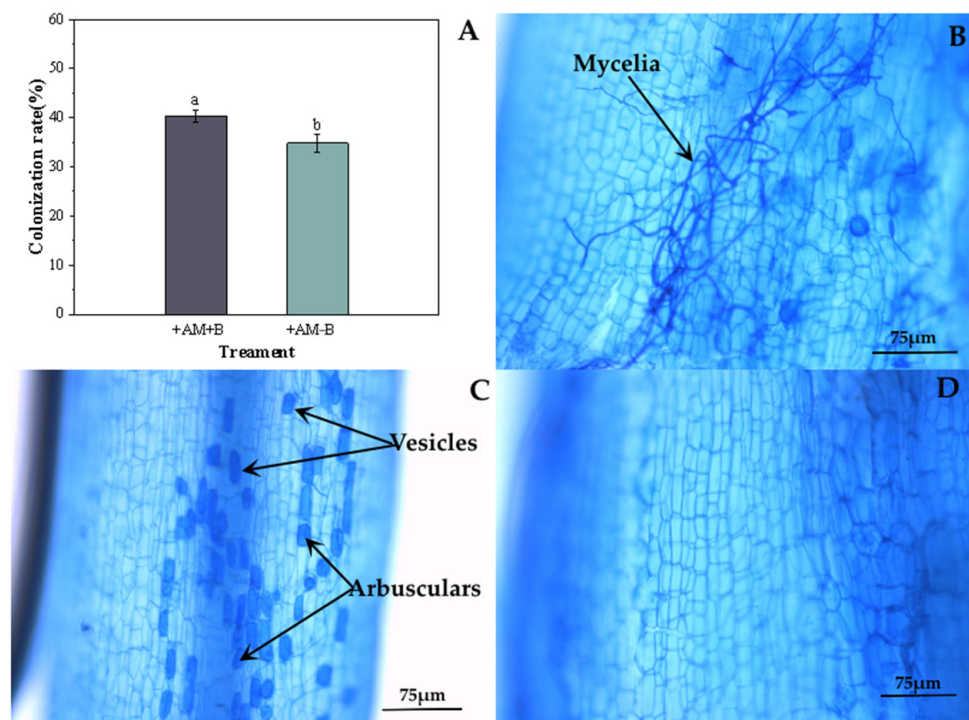 A
60
50
40
30
20
10
0
Colonization rate(%)
a
b
+AM+B
+AM−B
Treament
B
Mycelia
75μm
C
Vesicles
Arbusculars
75μm
D
75μm